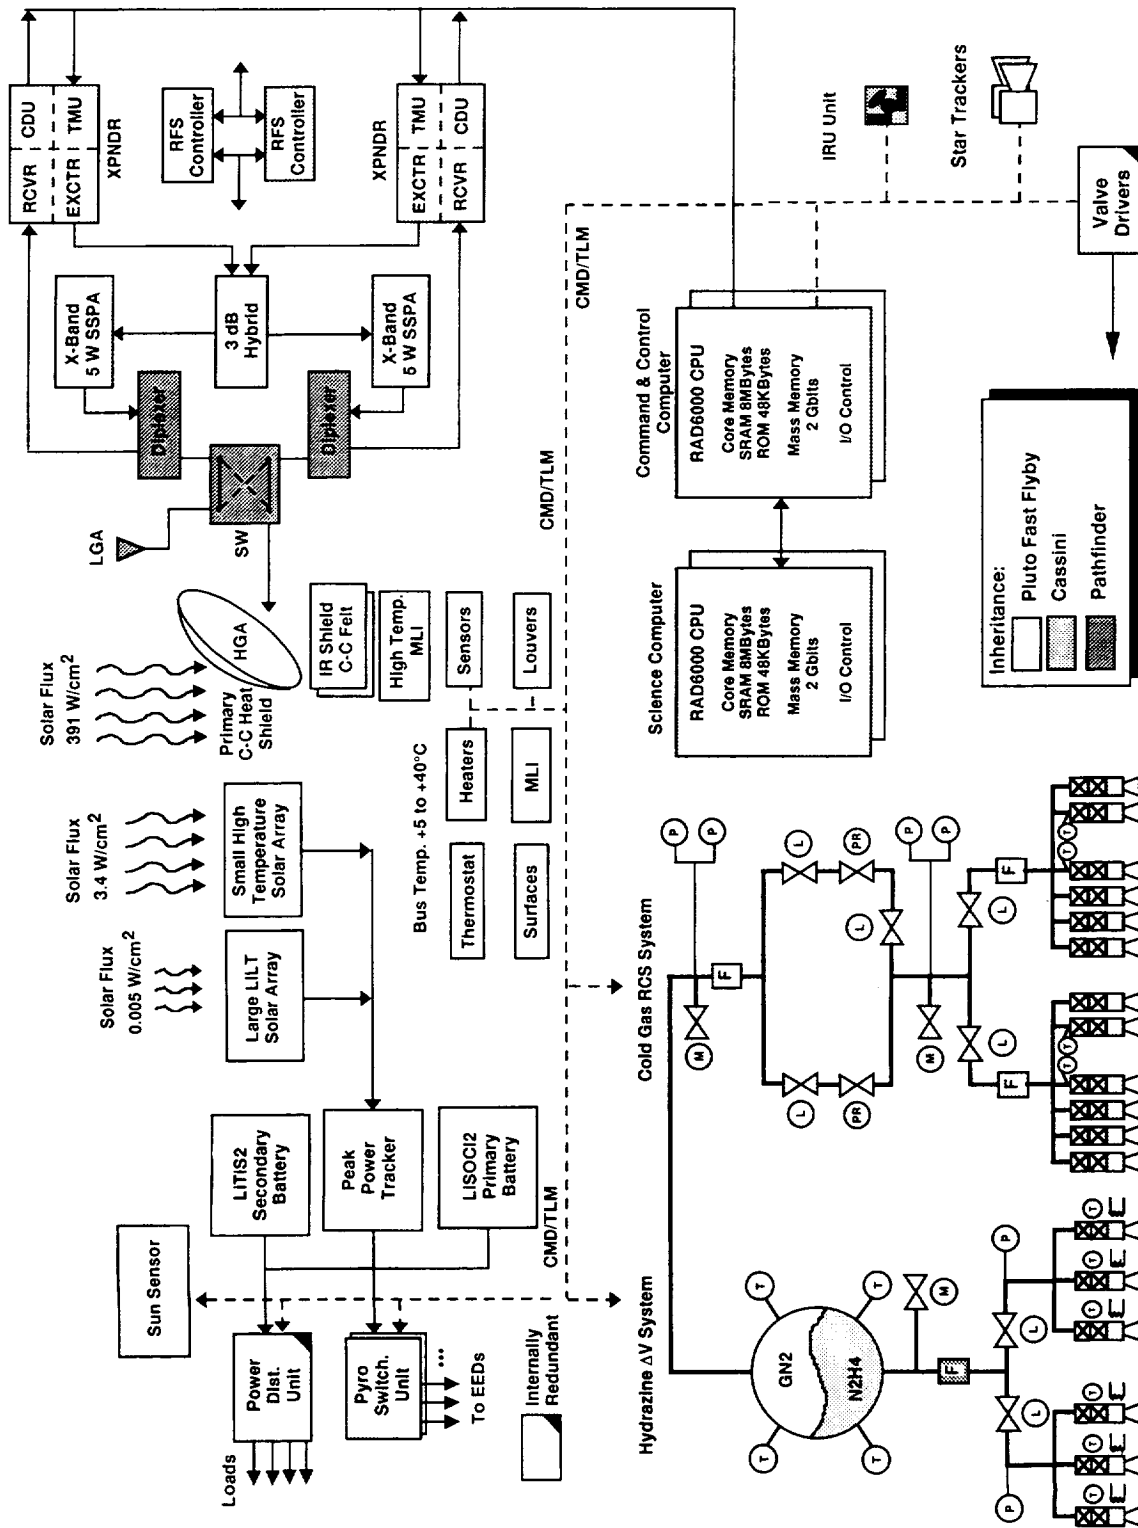 Sun Sensor
Loads
Power
Dist.
Unit
Pyro
Switch.
Unit
To EEDs
...
Internally
Redundant
LiTiS2
Secondary
Battery
Peak
Power
Tracker
LiSOCl2
Primary
Battery
CMD/TLM
Solar Flux
0.005 W/cm2
Large LILT
Solar Array
Solar Flux
3.4 W/cm2
Small High
Temperature
Solar Array
Solar Flux
391 W/cm2
Primary
C-C Heat
Shield
HGA
IR Shield
C-C Felt
High Temp.
MLI
Bus Temp. +5 to +40°C
Thermostat
Heaters
Sensors
Surfaces
MLI
Louvers
LGA
SW
Diplexer
Diplexer
X-Band
5 W SSPA
3 dB
Hybrid
X-Band
5 W SSPA
RCVR
CDU
EXCTR
TMU
XPNDR
RFS
Controller
RFS
Controller
XPNDR
EXCTR
TMU
RCVR
CDU
CMD/TLM
CMD/TLM
Hydrazine ΔV System
GN2
N2H4
T
T
T
T
M
F
L
L
P
P
T
T
T
T
T
T
Cold Gas RCS System
M
P
P
F
L
L
PR
PR
L
M
P
P
L
L
F
F
T
T
T
T
Science Computer
RAD6000 CPU
Core Memory
SRAM 8MBytes
ROM 48KBytes
Mass Memory
2 Gbits
I/O Control
Command & Control
Computer
RAD6000 CPU
Core Memory
SRAM 8MBytes
ROM 48KBytes
Mass Memory
2 Gbits
I/O Control
IRU Unit
Star Trackers
Valve
Drivers
Inheritance:
Pluto Fast Flyby
Cassini
Pathfinder